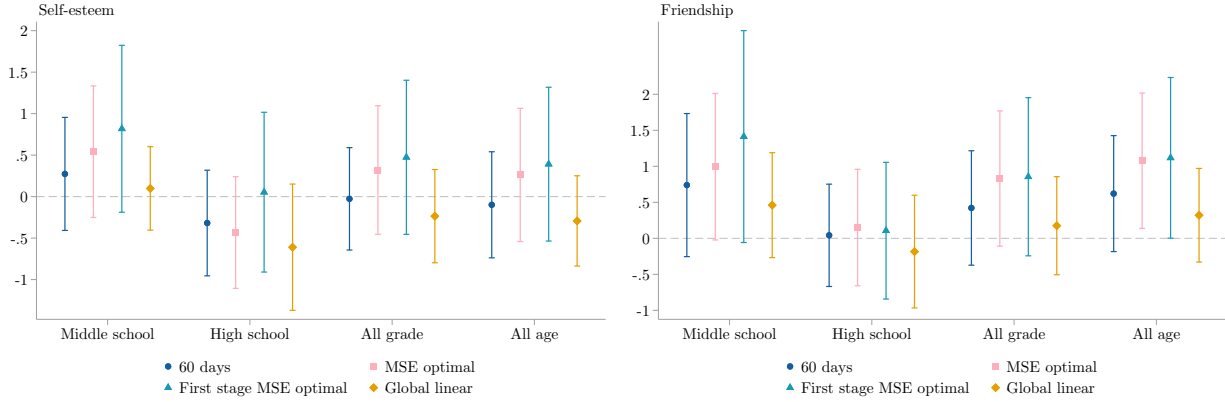 Self-esteem
2
1.5
1
.5
0
-.5
-1
Middle school High school All grade All age
60 days MSE optimal
First stage MSE optimal Global linear
Friendship
2
1.5
1
.5
0
-.5
-1
Middle school High school All grade All age
60 days MSE optimal
First stage MSE optimal Global linear